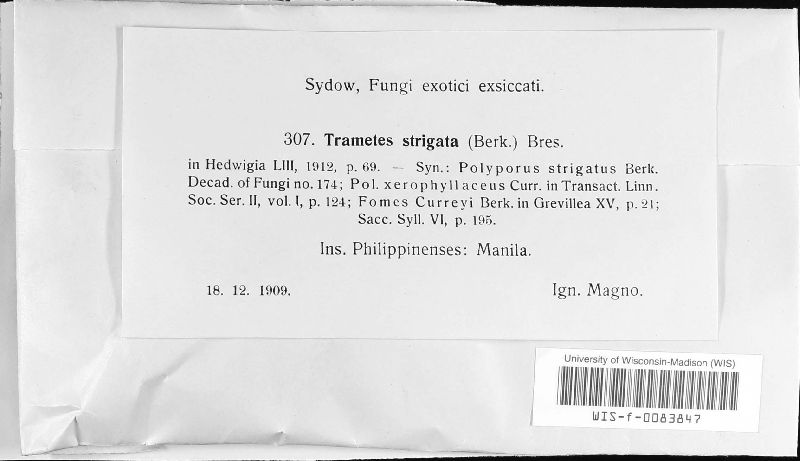 Sydow, Fungi exotici exsiccati.
307. Trametes strigata (Berk.) Bres.
in Hedwigia LIII, 1912, p. 69. — Syn.: Polyporus strigatus Berk.
Decad. of Fungi no. 174; Pol. xerophyllaceus Curr. in Transact. Linn.
Soc. Ser. II, vol. I, p. 124; Fomes Curreyi Berk. in Grevillea XV, p. 21;
Sacc. Syll. VI, p. 195.
Ins. Philippinenses: Manila.
18. 12. 1909. Ign. Magno.
University of Wisconsin-Madison (WIS)
WIS-f-0083847